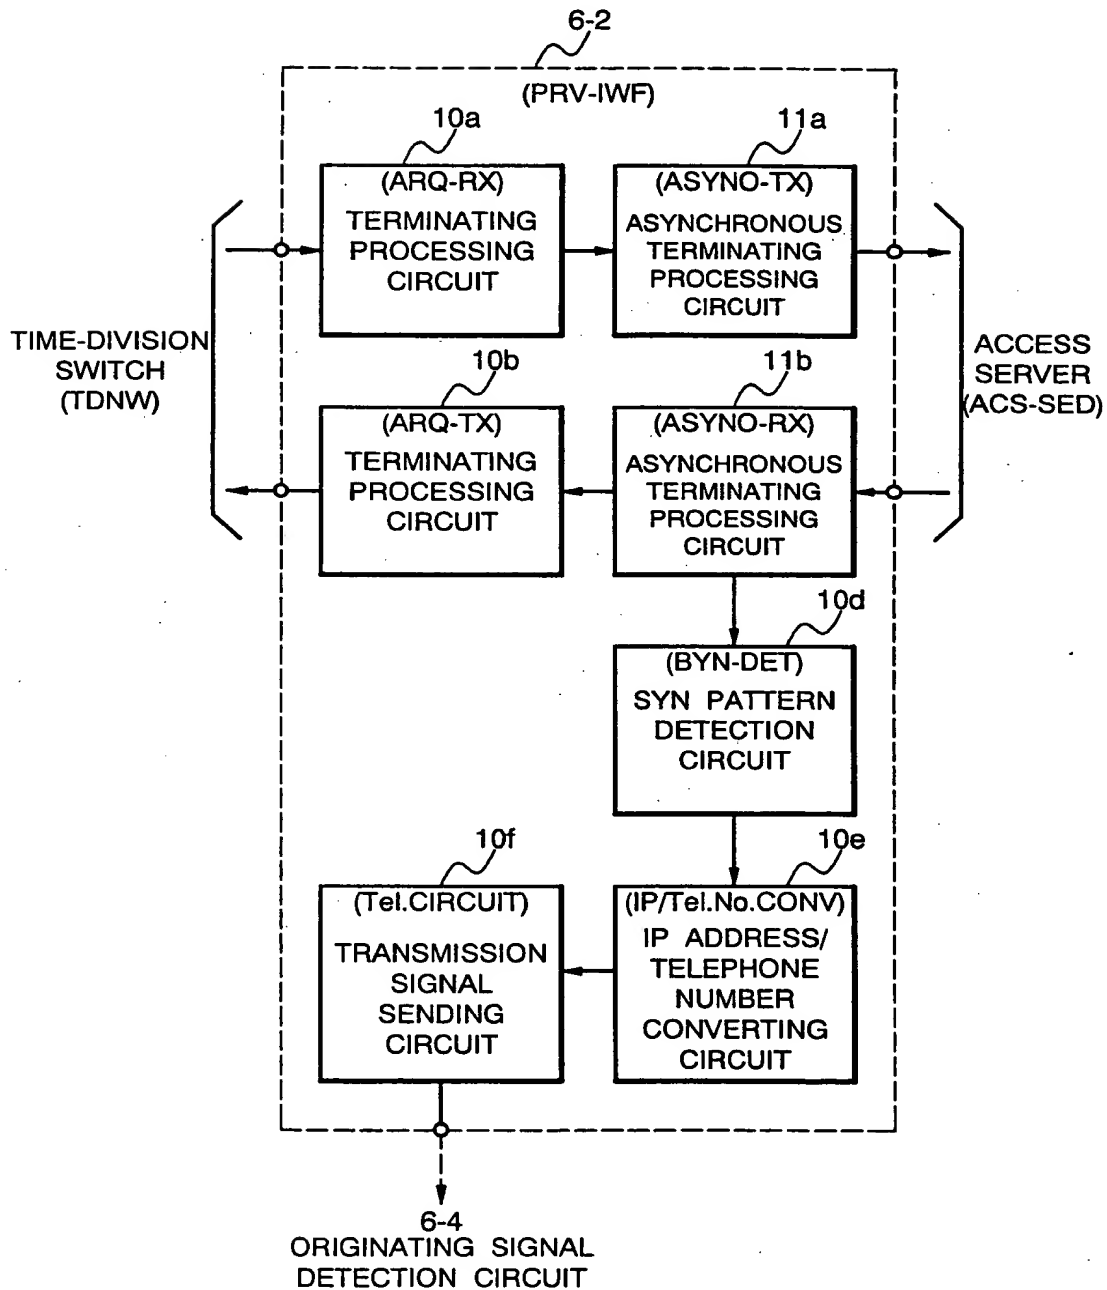 6-2
(PRV-IWF)
10a
11a
(ARQ-RX)
TERMINATING
PROCESSING
CIRCUIT
(ASYNO-TX)
ASYNCHRONOUS
TERMINATING
PROCESSING
CIRCUIT
TIME-DIVISION
SWITCH
(TDNW)
ACCESS
SERVER
(ACS-SED)
10b
11b
(ARQ-TX)
TERMINATING
PROCESSING
CIRCUIT
(ASYNO-RX)
ASYNCHRONOUS
TERMINATING
PROCESSING
CIRCUIT
10d
(BYN-DET)
SYN PATTERN
DETECTION
CIRCUIT
10f
10e
(Tel.CIRCUIT)
TRANSMISSION
SIGNAL
SENDING
CIRCUIT
(IP/Tel.No.CONV)
IP ADDRESS/
TELEPHONE
NUMBER
CONVERTING
CIRCUIT
6-4
ORIGINATING SIGNAL
DETECTION CIRCUIT